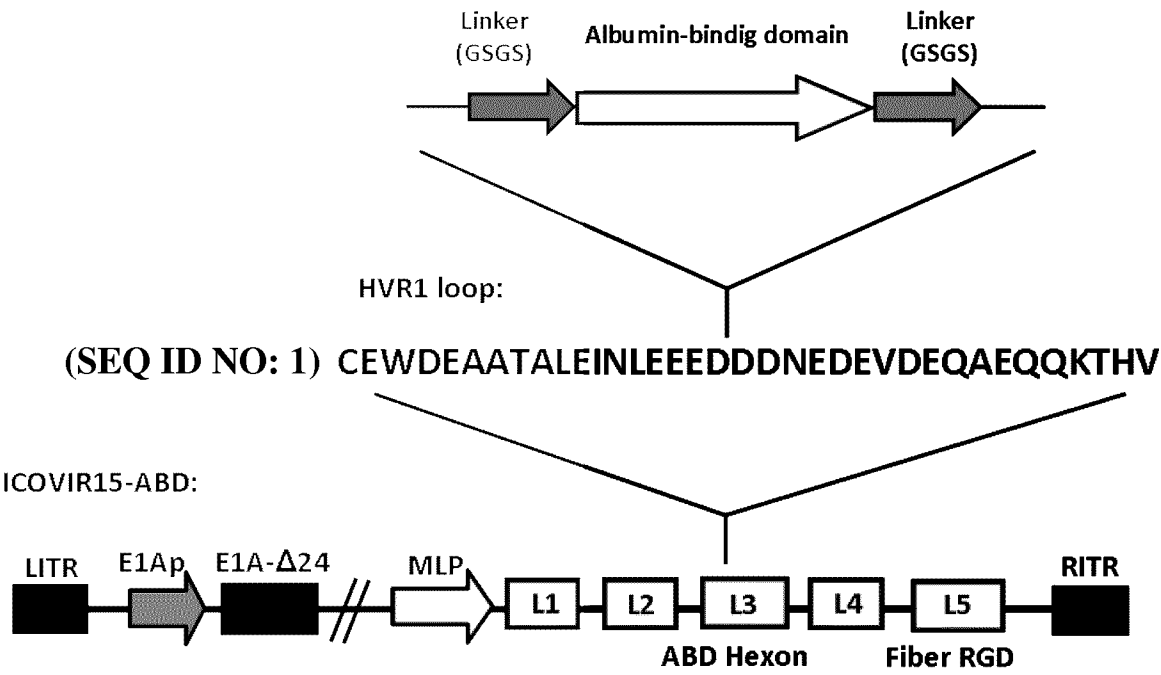 Linker
(GSGS)
Albumin-bindig domain
Linker
(GSGS)
HVR1 loop:
(SEQ ID NO: 1) CEWDEAATALEINLEEEDDDNEDEVDEQAEQQKTHV
ICOVIR15-ABD:
LITR
E1Ap
E1A-Δ24
MLP
RITR
L1
L2
L3
L4
L5
ABD Hexon
Fiber RGD